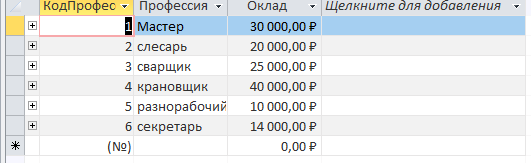 КодПрофес Профессия Оклад Щелкните для добавления
1 Мастер 30 000,00 ₽
2 слесарь 20 000,00 ₽
3 сварщик 25 000,00 ₽
4 крановщик 40 000,00 ₽
5 разнорабочий 10 000,00 ₽
6 секретарь 14 000,00 ₽
(№) 0,00 ₽